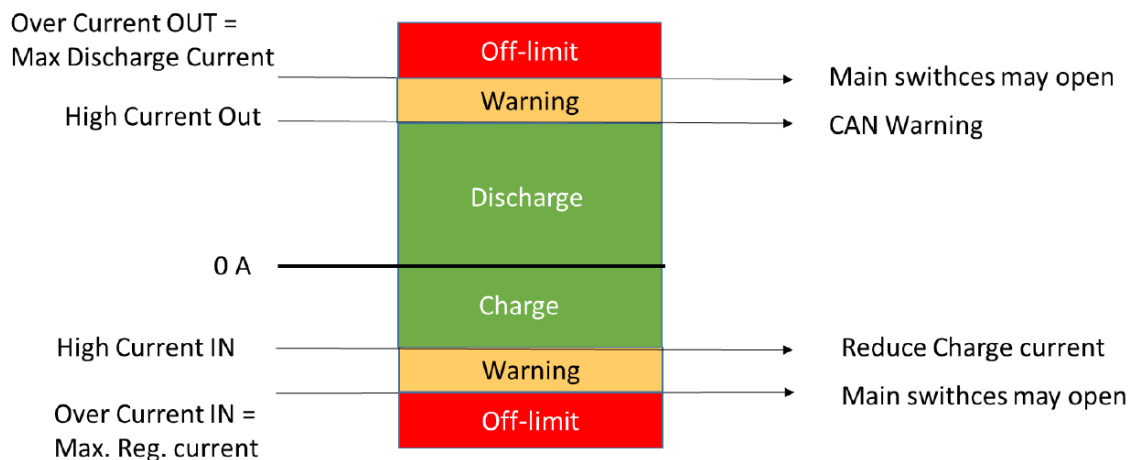 Over Current OUT =
Max Discharge Current
Off-limit
Main swithces may open
Warning
High Current Out
CAN Warning
Discharge
0 A
Charge
High Current IN
Reduce Charge current
Warning
Main swithces may open
Over Current IN =
Max. Reg. current
Off-limit